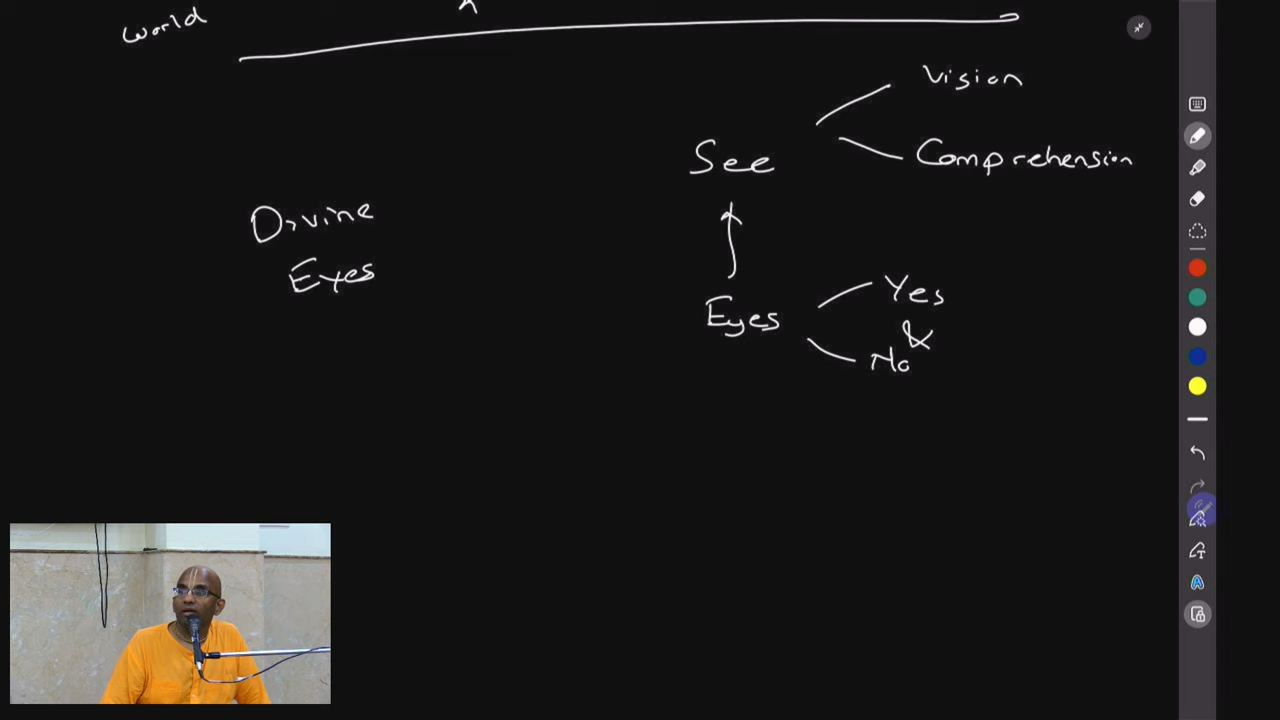 world
Vision
See
Comprehension
Divine
Eyes
Eyes
Yes
&
No